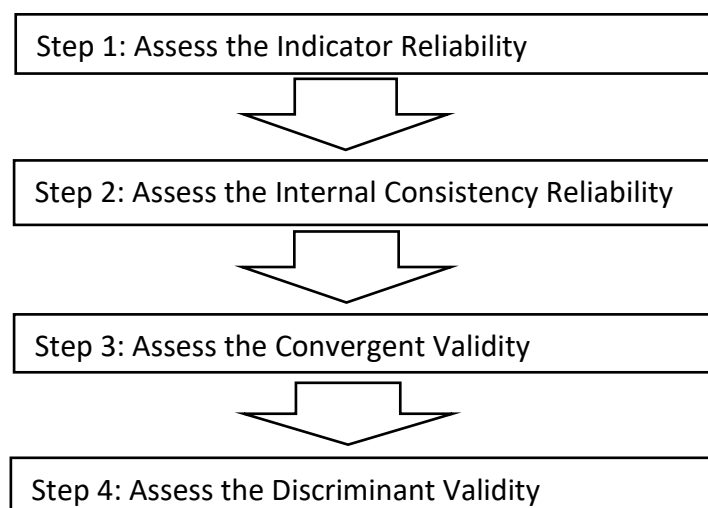 Step 1: Assess the Indicator Reliability
Step 2: Assess the Internal Consistency Reliability
Step 3: Assess the Convergent Validity
Step 4: Assess the Discriminant Validity